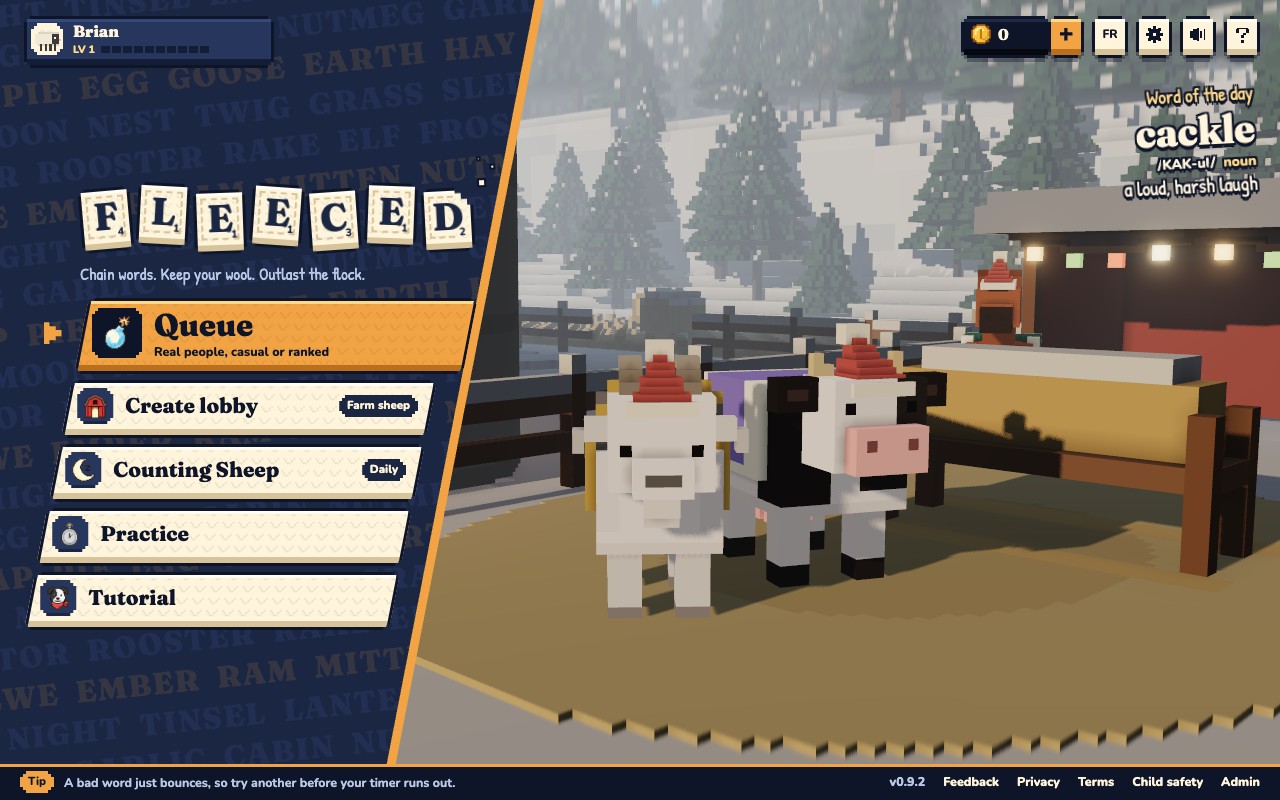 Brian
LV 1
0
+
FR
?
Word of the day
cackle
/KAK-ul/ noun
a loud, harsh laugh
FLEECED
Chain words. Keep your wool. Outlast the flock.
Queue
Real people, casual or ranked
Create lobby
Farm sheep
Counting Sheep
Daily
Practice
Tutorial
Tip
A bad word just bounces, so try another before your timer runs out.
v0.9.2 Feedback Privacy Terms Child safety Admin